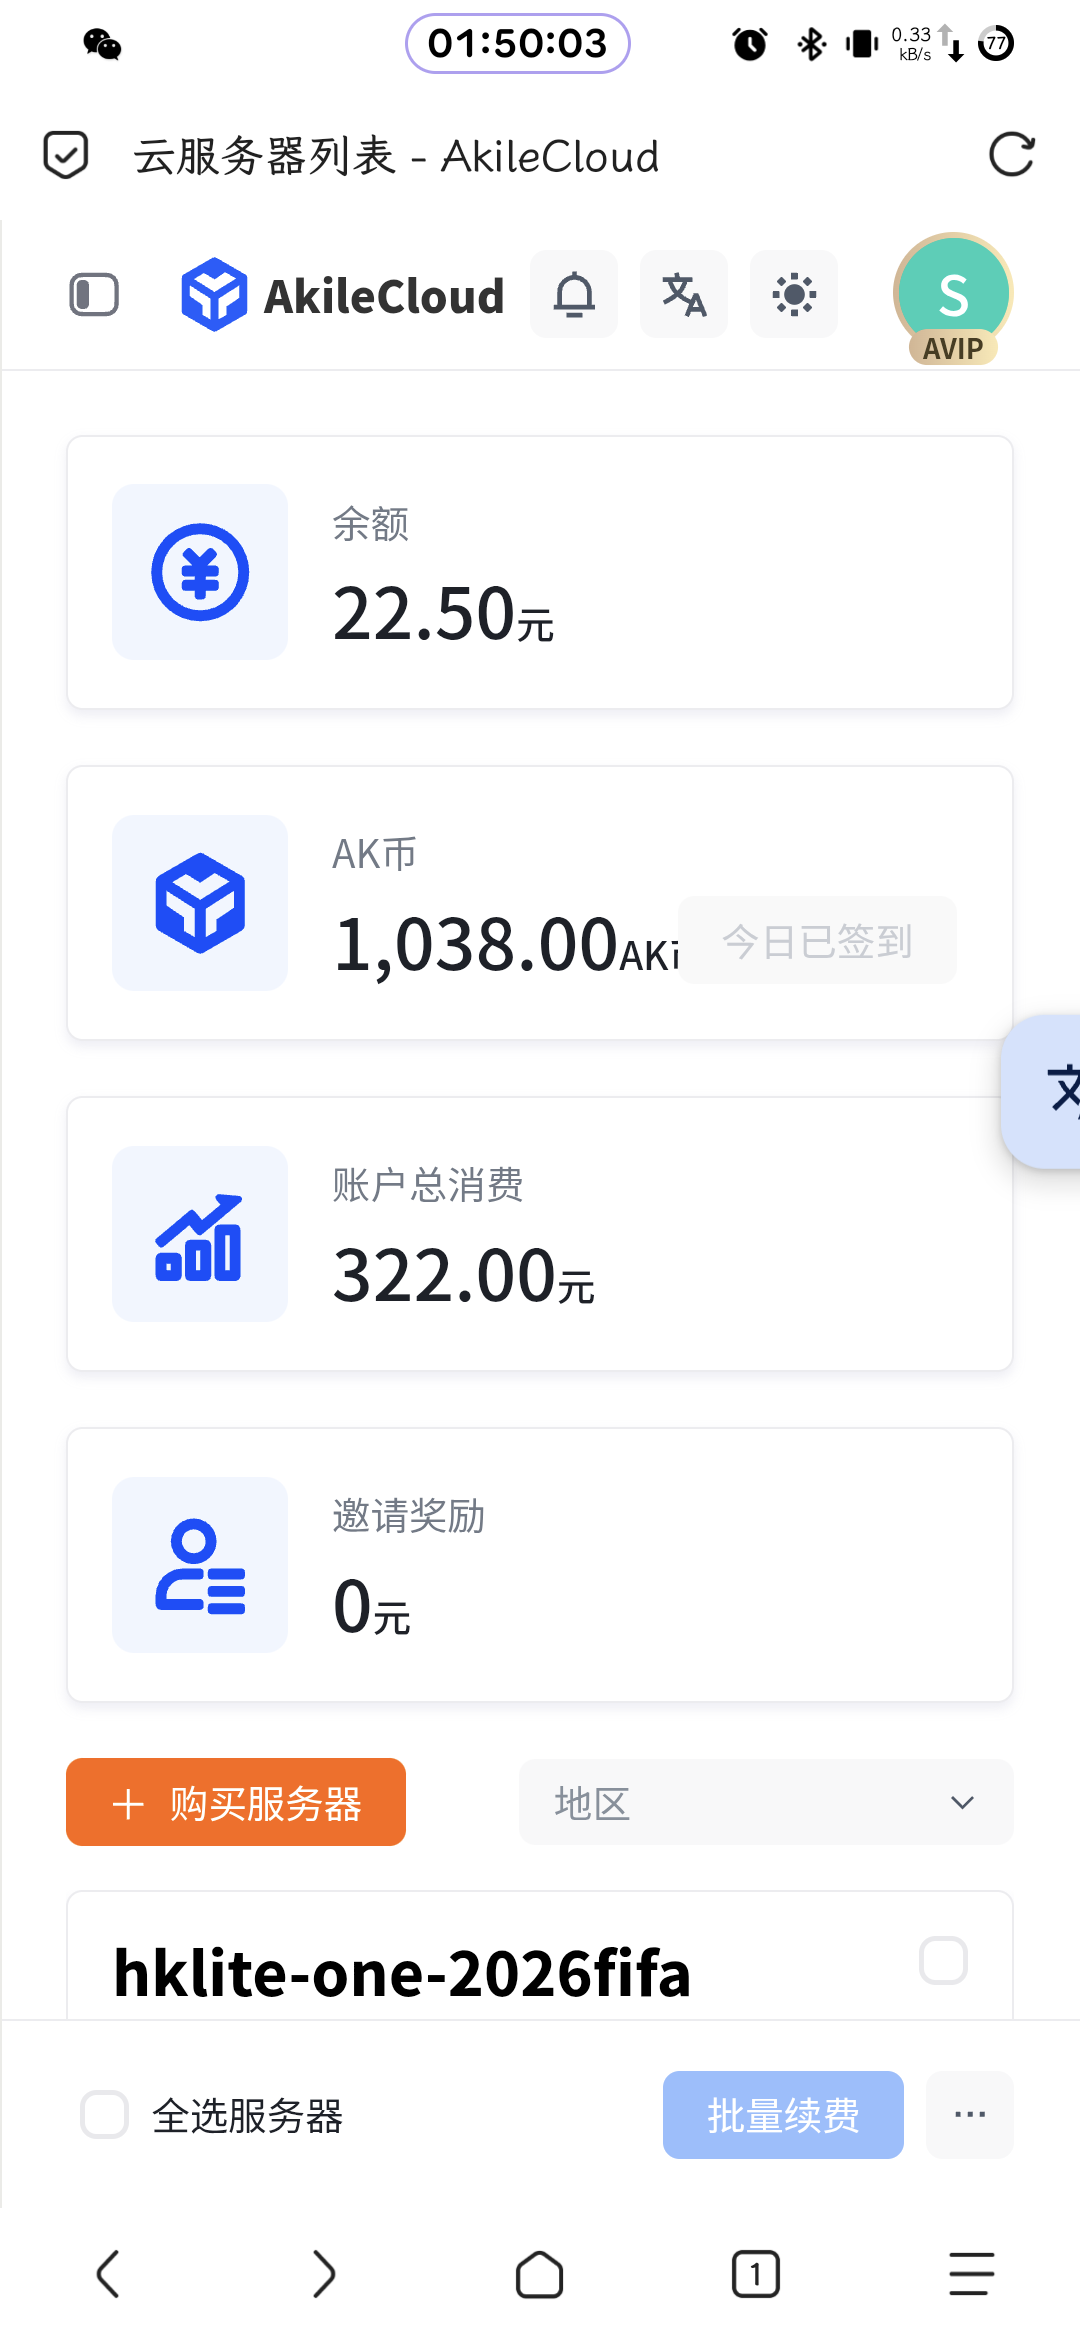 01:50:03
0.33
kB/s
77
云服务器列表 - AkileCloud
AkileCloud
S
AVIP
余额
22.50元
AK币
1,038.00AK
今日已签到
账户总消费
322.00元
邀请奖励
0元
购买服务器
地区
hklite-one-2026fifa
全选服务器
批量续费
1